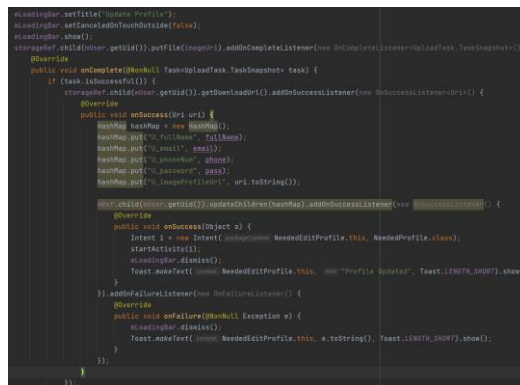 mLoadingBar.setTitle("Update Profile");
mLoadingBar.setCanceledOnTouchOutside(false);
mLoadingBar.show();
storageRef.child(mUser.getUid()).putFile(imageUri).addOnCompleteListener(new OnCompleteListener<UploadTask.TaskSnapshot>()
@Override
public void onComplete(@NonNull Task<UploadTask.TaskSnapshot> task) {
if (task.isSuccessful()) {
storageRef.child(mUser.getUid()).getDownloadUrl().addOnSuccessListener(new OnSuccessListener<Uri>() {
@Override
public void onSuccess(Uri uri) {
HashMap hashMap = new HashMap();
hashMap.put("U_fullName", fullName);
hashMap.put("U_email", email);
hashMap.put("U_phoneNum", phone);
hashMap.put("U_password", pass);
hashMap.put("U_imageProfileUrl", uri.toString());
mRef.child(mUser.getUid()).updateChildren(hashMap).addOnSuccessListener(new OnSuccessListener() {
@Override
public void onSuccess(Object o) {
Intent i = new Intent( packageContext: NeededEditProfile.this, NeededProfile.class);
startActivity(i);
mLoadingBar.dismiss();
Toast.makeText( context: NeededEditProfile.this, text: "Profile Updated", Toast.LENGTH_SHORT).show
}
}).addOnFailureListener(new OnFailureListener() {
@Override
public void onFailure(@NonNull Exception e) {
mLoadingBar.dismiss();
Toast.makeText( context: NeededEditProfile.this, e.toString(), Toast.LENGTH_SHORT).show();
}
});
}
});